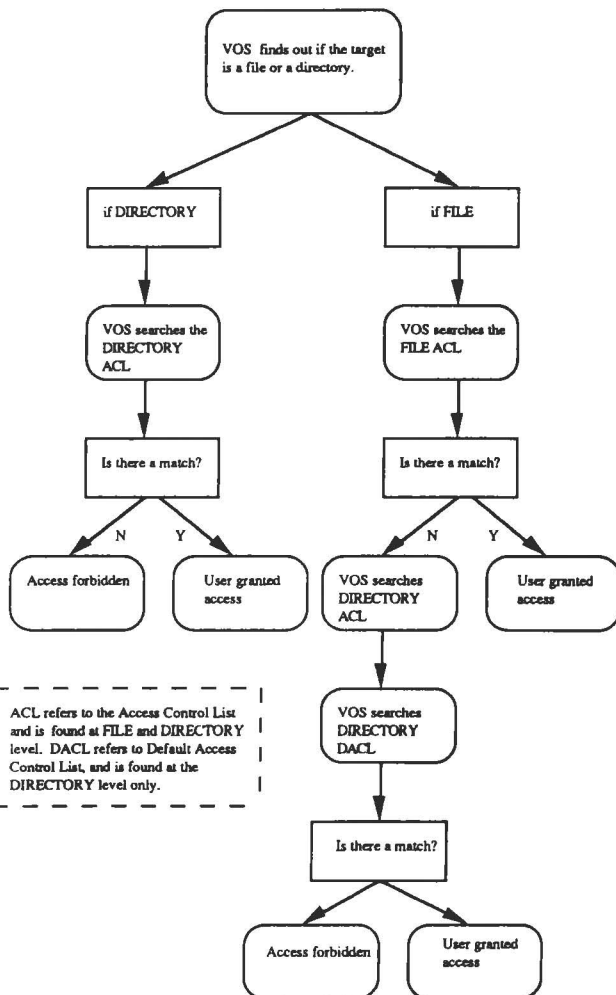 VOS finds out if the target
is a file or a directory.
if DIRECTORY
if FILE
VOS searches the
DIRECTORY
ACL
VOS searches the
FILE ACL
Is there a match?
Is there a match?
N
Y
N
Y
Access forbidden
User granted
access
VOS searches
DIRECTORY
ACL
User granted
access
ACL refers to the Access Control List
and is found at FILE and DIRECTORY
level. DACL refers to Default Access
Control List, and is found at the
DIRECTORY level only.
VOS searches
DIRECTORY
DACL
Is there a match?
Access forbidden
User granted
access